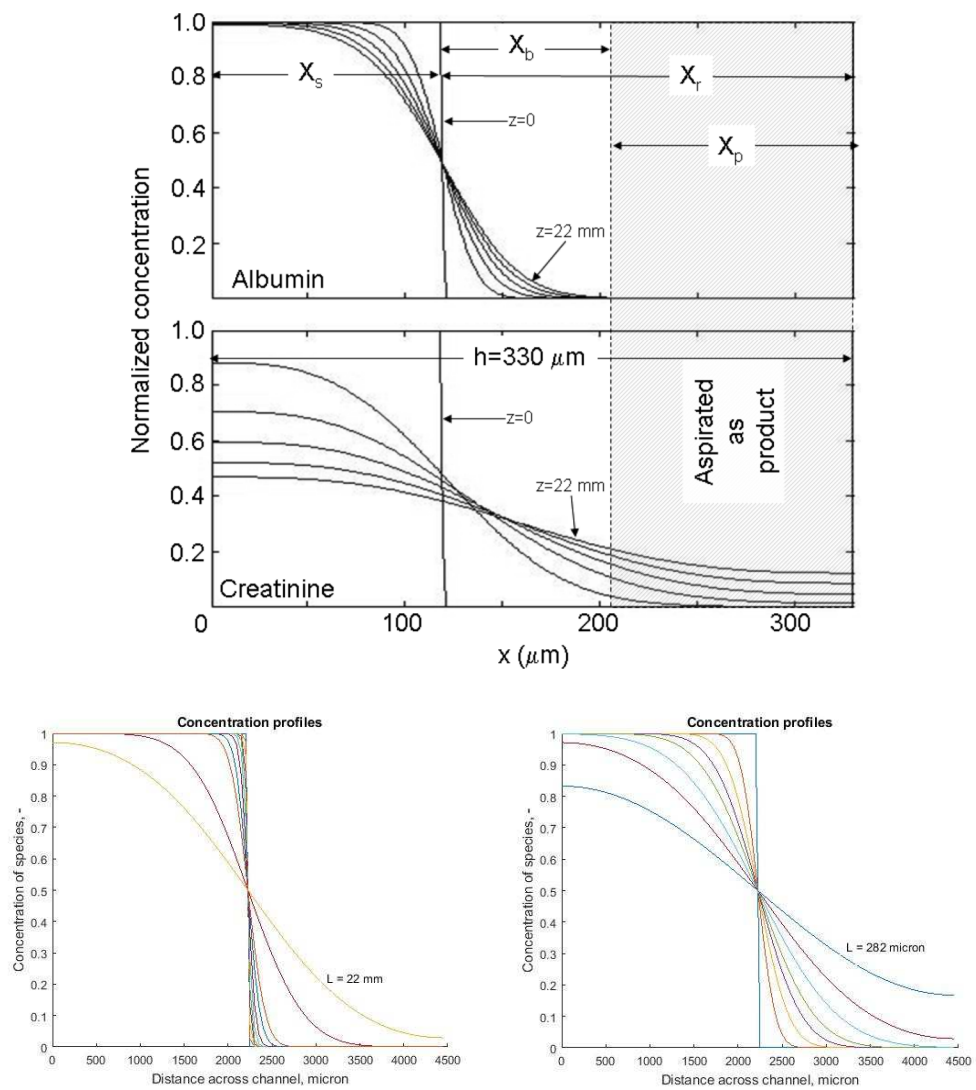 1.0
X_b
0.8
X_s
X_r
z=0
0.6
X_p
0.4
0.2
z=22 mm
Albumin
Normalized concentration
1.0
h=330 μm
0.8
z=0
0.6
Aspirated
as
product
0.4
z=22 mm
0.2
Creatinine
0 100 200 300
x (μm)
Concentration profiles
1
0.9
0.8
0.7
0.6
0.5
0.4
0.3
0.2
0.1
0
Concentration of species, -
L = 22 mm
0 500 1000 1500 2000 2500 3000 3500 4000 4500
Distance across channel, micron
Concentration profiles
1
0.9
0.8
0.7
0.6
0.5
0.4
0.3
0.2
0.1
0
Concentration of species, -
L = 282 micron
0 500 1000 1500 2000 2500 3000 3500 4000 4500
Distance across channel, micron